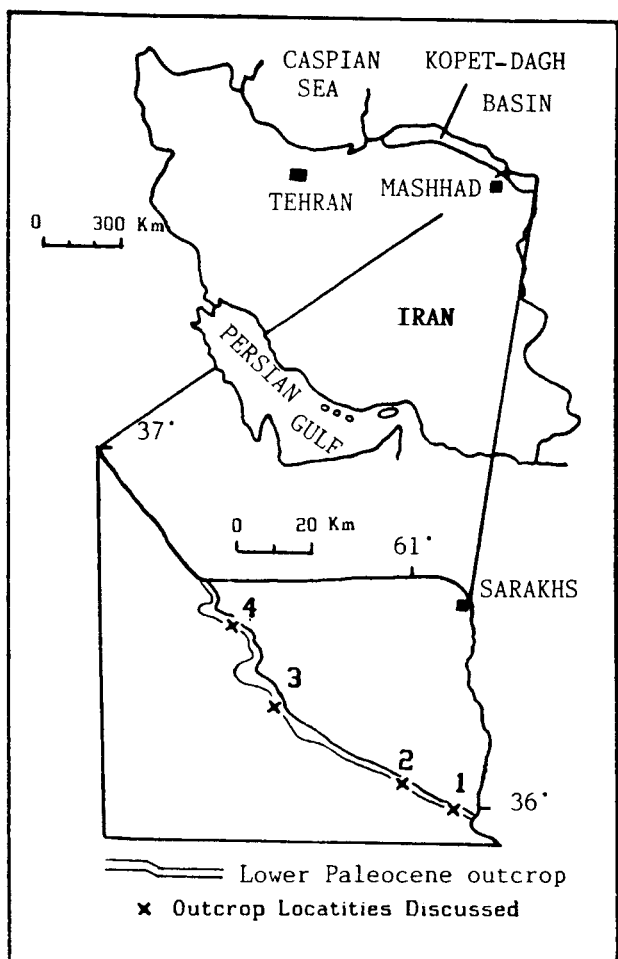 CASPIAN
SEA
KOPET-DAGH
BASIN
TEHRAN
MASHHAD
0 300 Km
IRAN
PERSIAN
GULF
37°
0 20 Km
61°
SARAKHS
4
3
2
1
36°
Lower Paleocene outcrop
x Outcrop Locatities Discussed